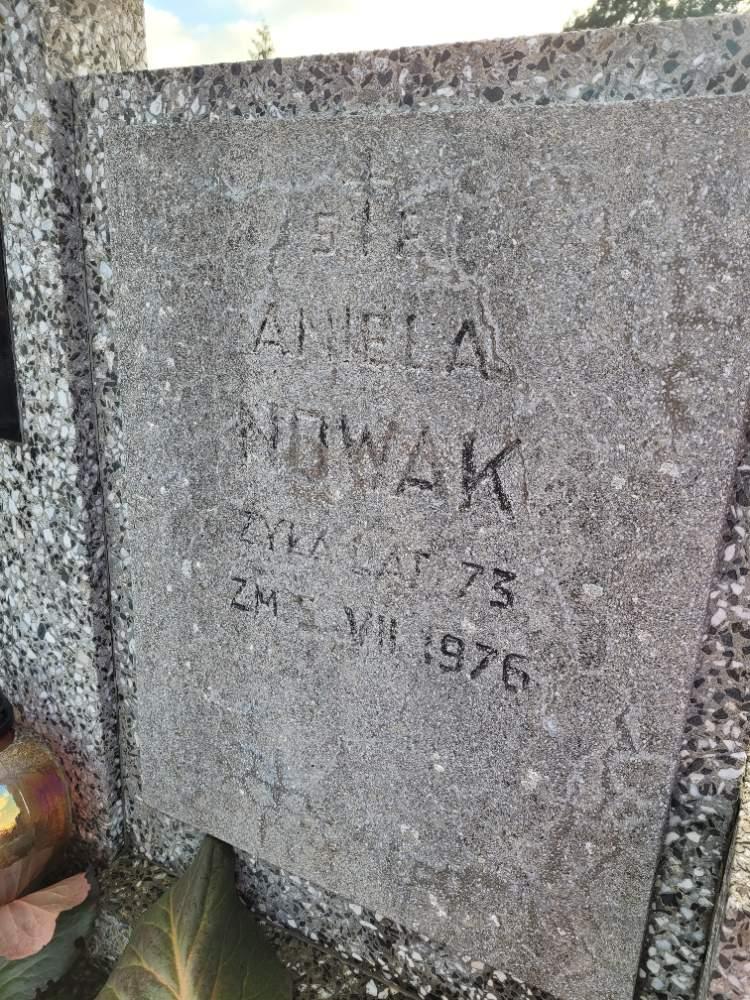 Ś † P
ANIELA
NOWAK
ŻYŁA LAT 73
ZM VII 1976